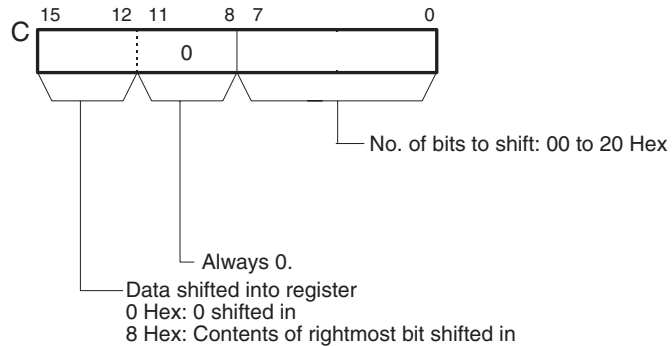 15 12 11 8 7 0
C
0
No. of bits to shift: 00 to 20 Hex
Always 0.
Data shifted into register
0 Hex: 0 shifted in
8 Hex: Contents of rightmost bit shifted in